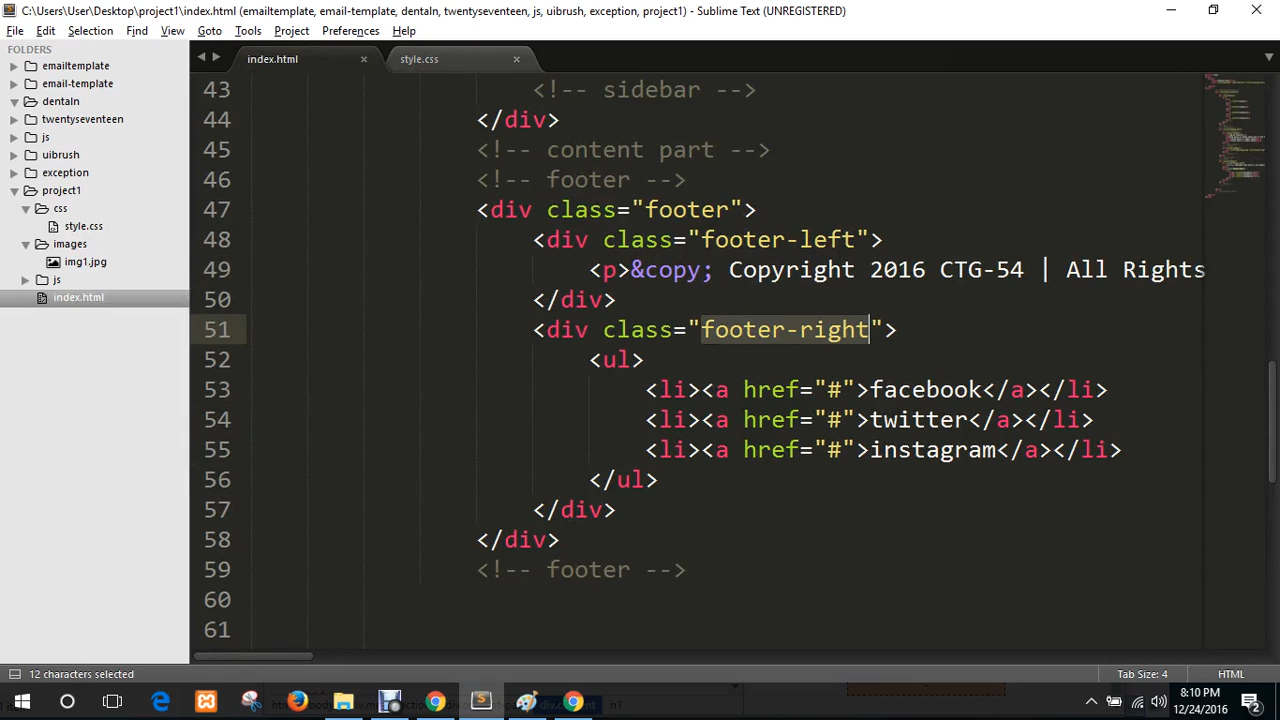 C:\Users\User\Desktop\project1\index.html (emailtemplate, email-template, dentaln, twentyseventeen, js, uibrush, exception, project1) - Sublime Text (UNREGISTERED)
File Edit Selection Find View Goto Tools Project Preferences Help
FOLDERS
emailtemplate
email-template
dentaln
twentyseventeen
js
uibrush
exception
project1
css
style.css
images
img1.jpg
js
index.html
index.html × style.css ×
43 <!-- sidebar -->
44 </div>
45 <!-- content part -->
46 <!-- footer -->
47 <div class="footer">
48 <div class="footer-left">
49 <p>&copy; Copyright 2016 CTG-54 | All Rights
50 </div>
51 <div class="footer-right">
52 <ul>
53 <li><a href="#">facebook</a></li>
54 <li><a href="#">twitter</a></li>
55 <li><a href="#">instagram</a></li>
56 </ul>
57 </div>
58 </div>
59 <!-- footer -->
60
61
12 characters selected Tab Size: 4 HTML
8:10 PM
12/24/2016